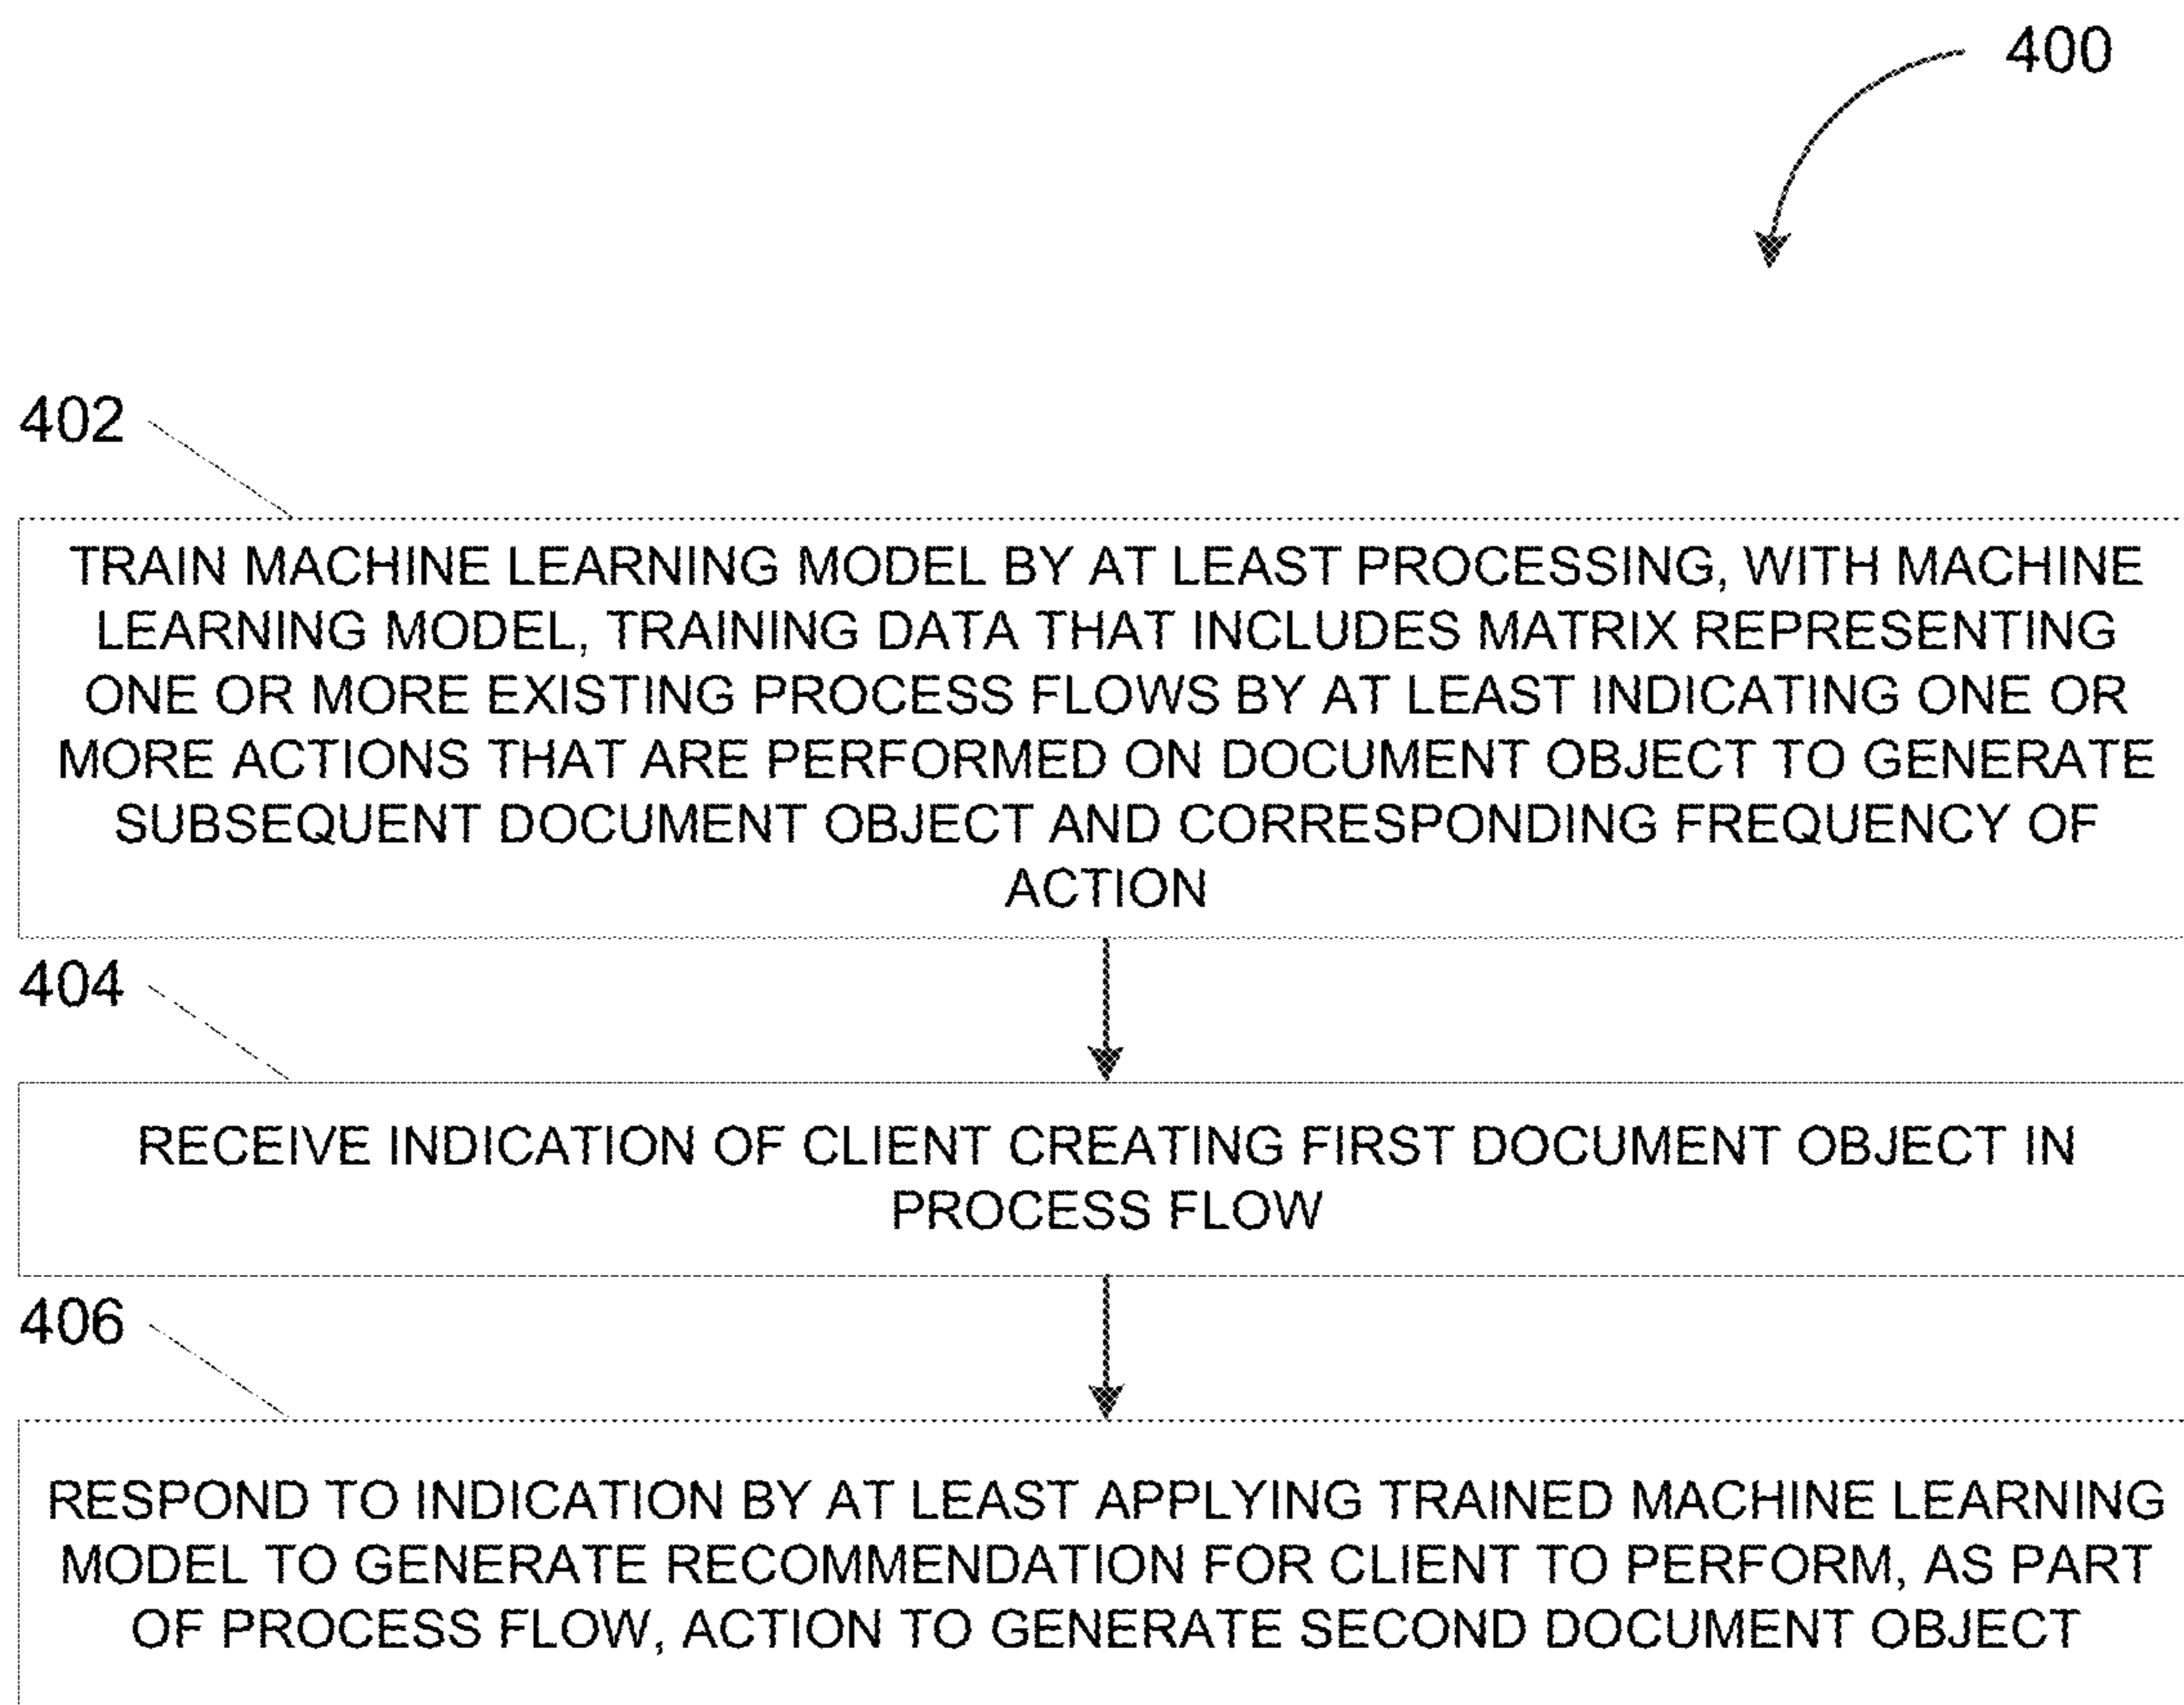 400
402
TRAIN MACHINE LEARNING MODEL BY AT LEAST PROCESSING, WITH MACHINE
LEARNING MODEL, TRAINING DATA THAT INCLUDES MATRIX REPRESENTING
ONE OR MORE EXISTING PROCESS FLOWS BY AT LEAST INDICATING ONE OR
MORE ACTIONS THAT ARE PERFORMED ON DOCUMENT OBJECT TO GENERATE
SUBSEQUENT DOCUMENT OBJECT AND CORRESPONDING FREQUENCY OF
ACTION
404
RECEIVE INDICATION OF CLIENT CREATING FIRST DOCUMENT OBJECT IN
PROCESS FLOW
406
RESPOND TO INDICATION BY AT LEAST APPLYING TRAINED MACHINE LEARNING
MODEL TO GENERATE RECOMMENDATION FOR CLIENT TO PERFORM, AS PART
OF PROCESS FLOW, ACTION TO GENERATE SECOND DOCUMENT OBJECT